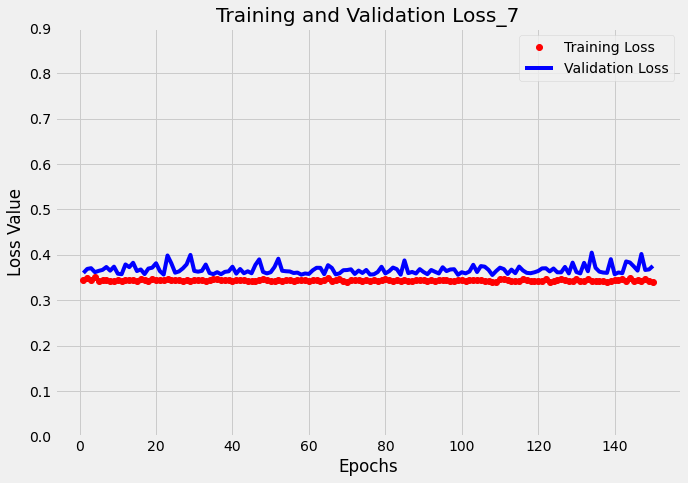 Training and Validation Loss_7
Training Loss
Validation Loss
Loss Value
0.9
0.8
0.7
0.6
0.5
0.4
0.3
0.2
0.1
0.0
0 20 40 60 80 100 120 140
Epochs